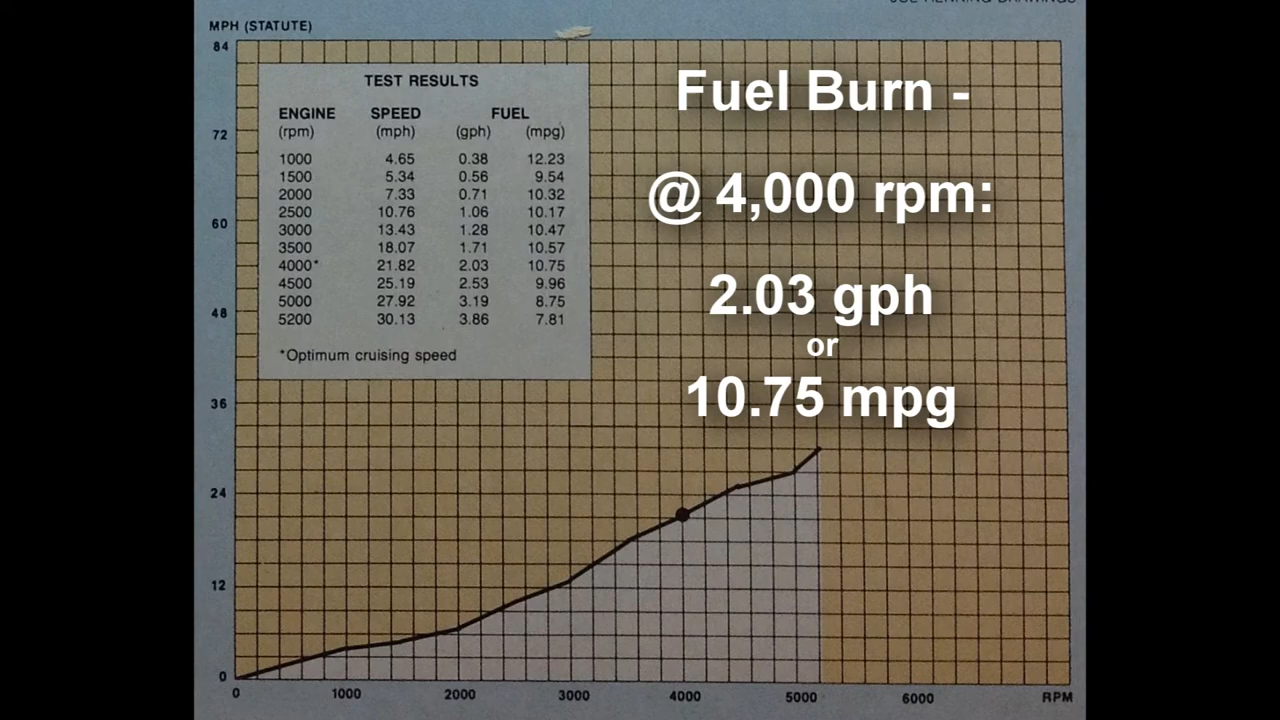 JOE HENNING DRAWINGS
MPH (STATUTE)
84
72
60
48
36
24
12
0
TEST RESULTS
ENGINE SPEED FUEL
(rpm) (mph) (gph) (mpg)
1000 4.65 0.38 12.23
1500 5.34 0.56 9.54
2000 7.33 0.71 10.32
2500 10.76 1.06 10.17
3000 13.43 1.28 10.47
3500 18.07 1.71 10.57
4000* 21.82 2.03 10.75
4500 25.19 2.53 9.96
5000 27.92 3.19 8.75
5200 30.13 3.86 7.81
*Optimum cruising speed
Fuel Burn -
@ 4,000 rpm:
2.03 gph
or
10.75 mpg
0 1000 2000 3000 4000 5000 6000 RPM